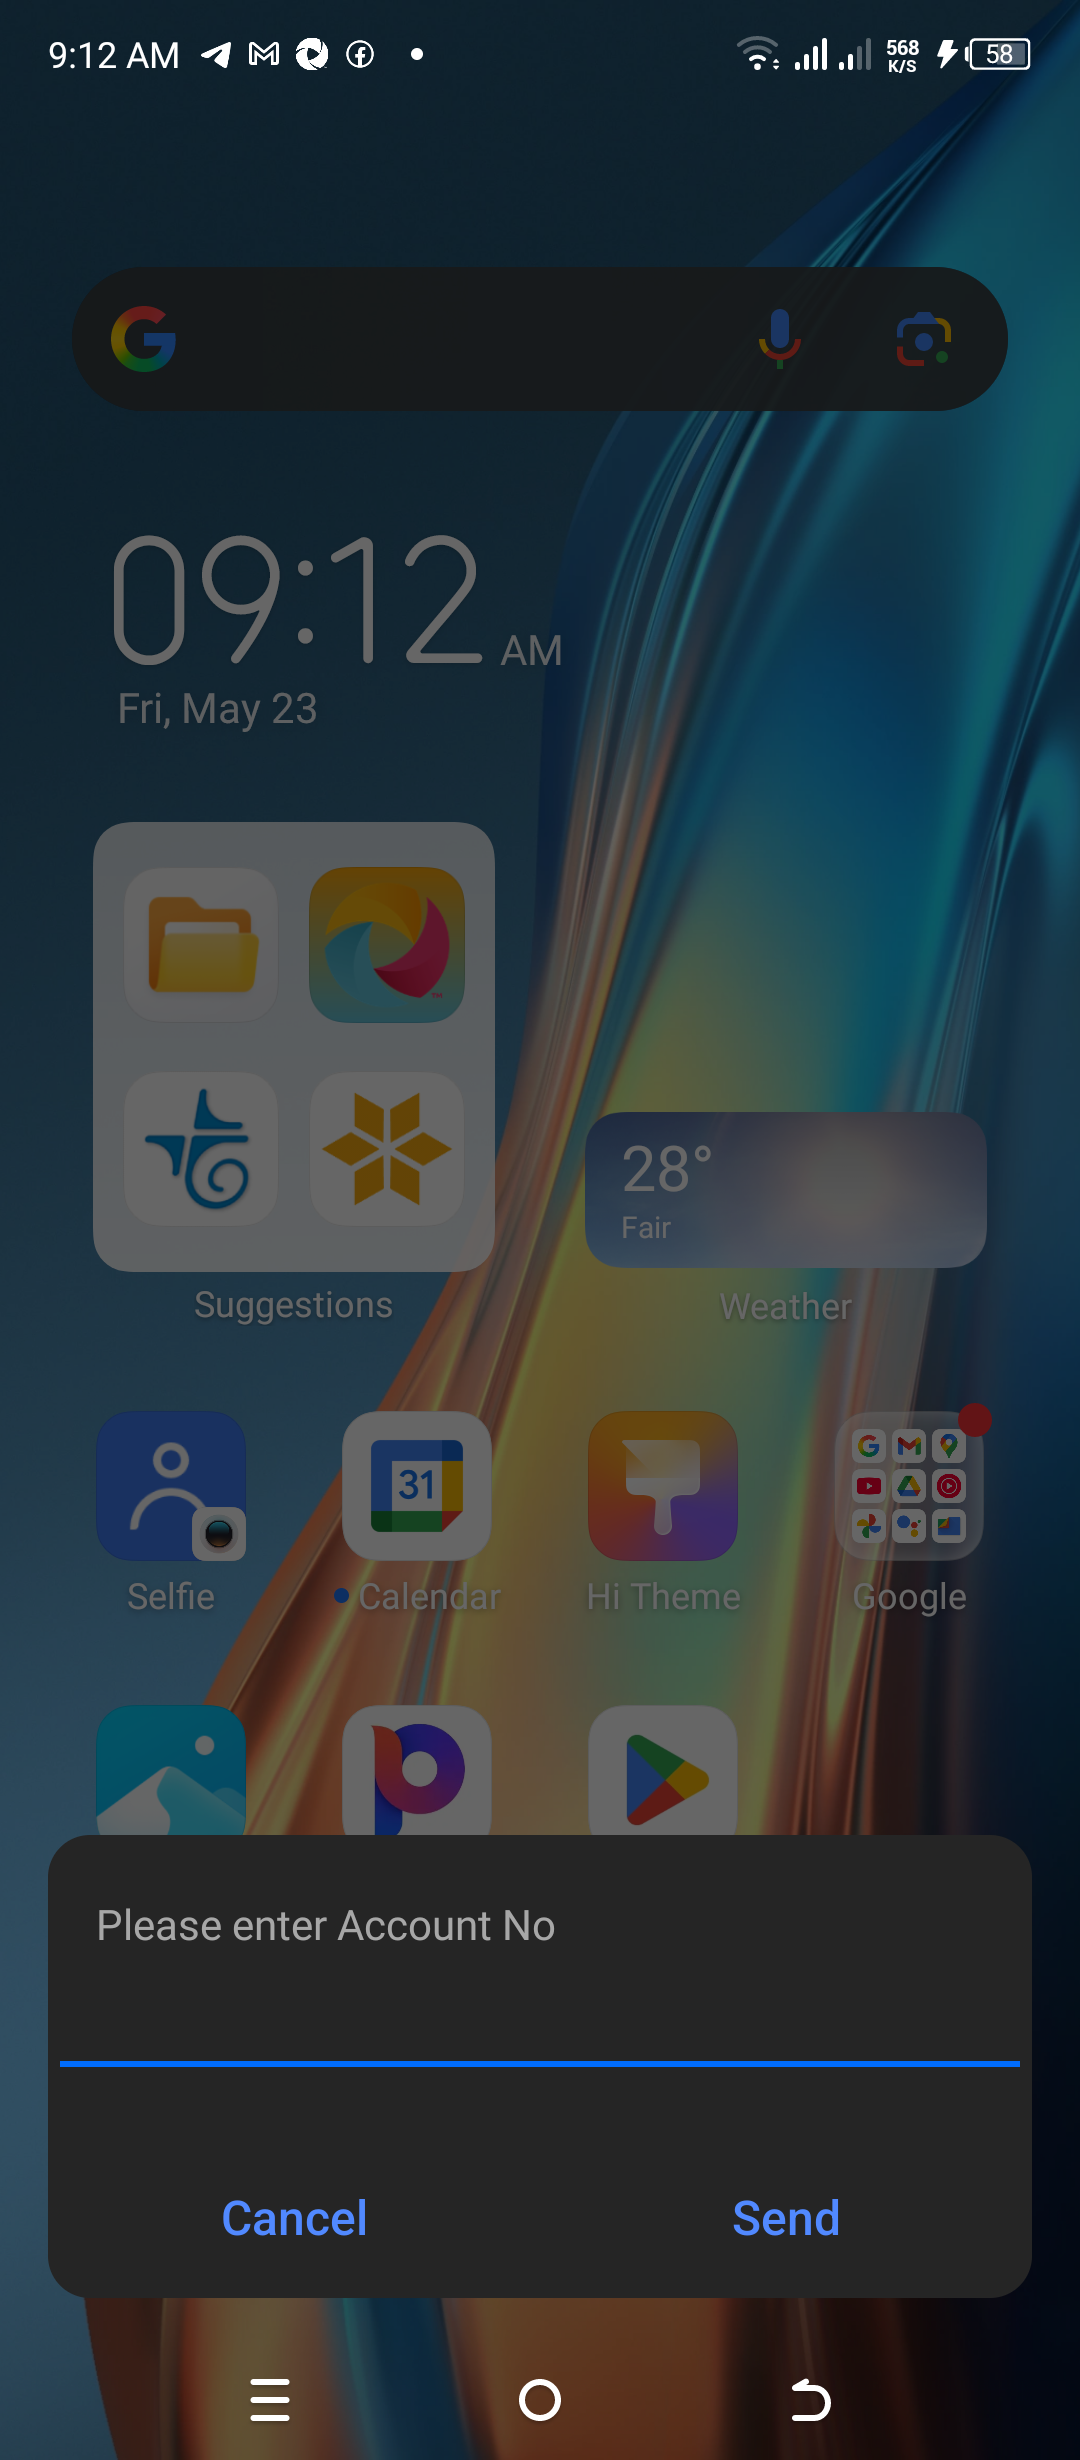 9:12 AM
568
K/S
58
09:12 AM
Fri, May 23
28°
Fair
Suggestions
Weather
31
Selfie
Calendar
Hi Theme
Google
Please enter Account No
Cancel
Send